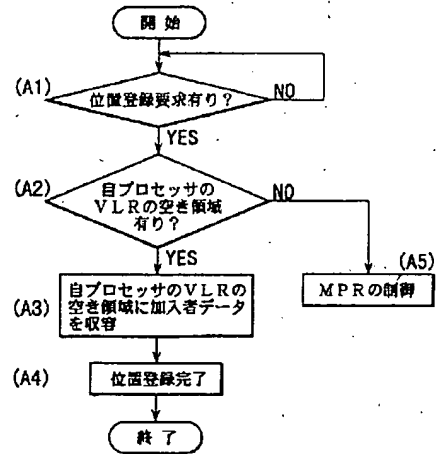 開 始
(A1)
位置登録要求有り?
NO
YES
(A2)
自プロセッサの
VLRの空き領域
有り?
NO
YES
(A5)
MPRの制御
(A3)
自プロセッサのVLRの
空き領域に加入者データ
を収容
(A4)
位置登録完了
終 了